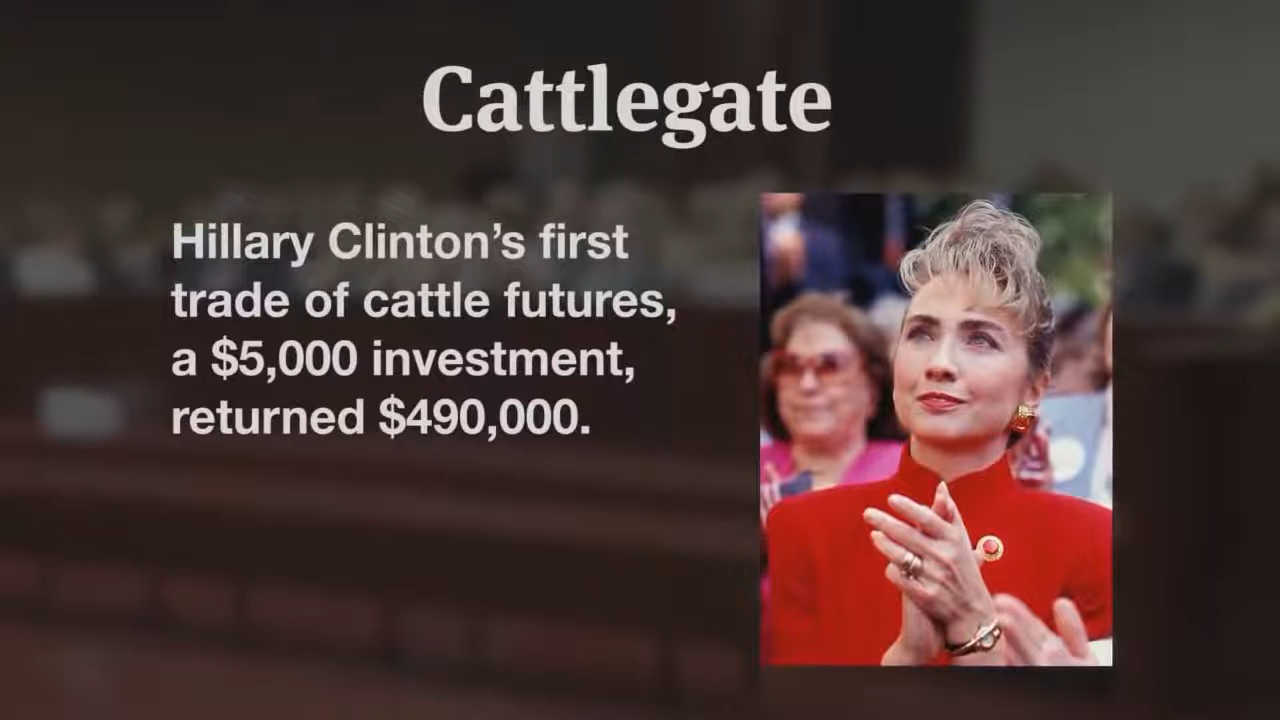 Cattlegate
Hillary Clinton’s first
trade of cattle futures,
a $5,000 investment,
returned $490,000.